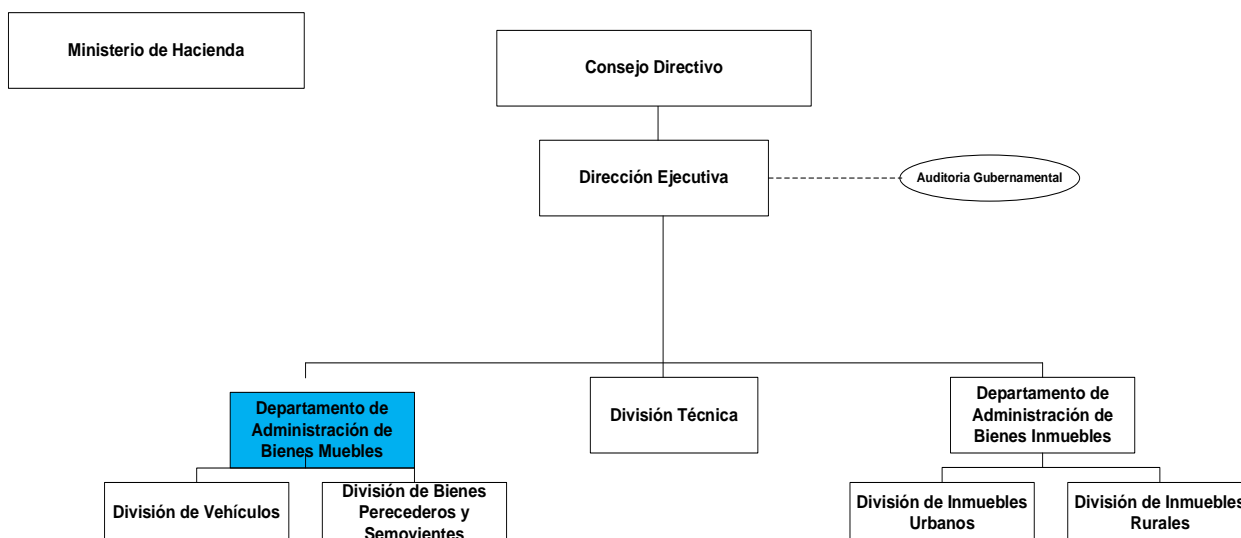 Ministerio de Hacienda
Consejo Directivo
Dirección Ejecutiva
Auditoria Gubernamental
Departamento de
Administración de
Bienes Muebles
División Técnica
Departamento de
Administración de
Bienes Inmuebles
División de Vehículos
División de Bienes
Perecederos y
Semovientes
División de Inmuebles
Urbanos
División de Inmuebles
Rurales